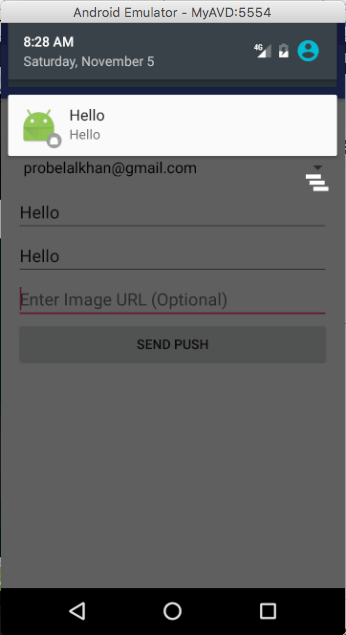 Android Emulator - MyAVD:5554
8:28 AM
4G
Saturday, November 5
Hello
Hello
probelalkhan@gmail.com
Hello
Hello
Enter Image URL (Optional)
SEND PUSH